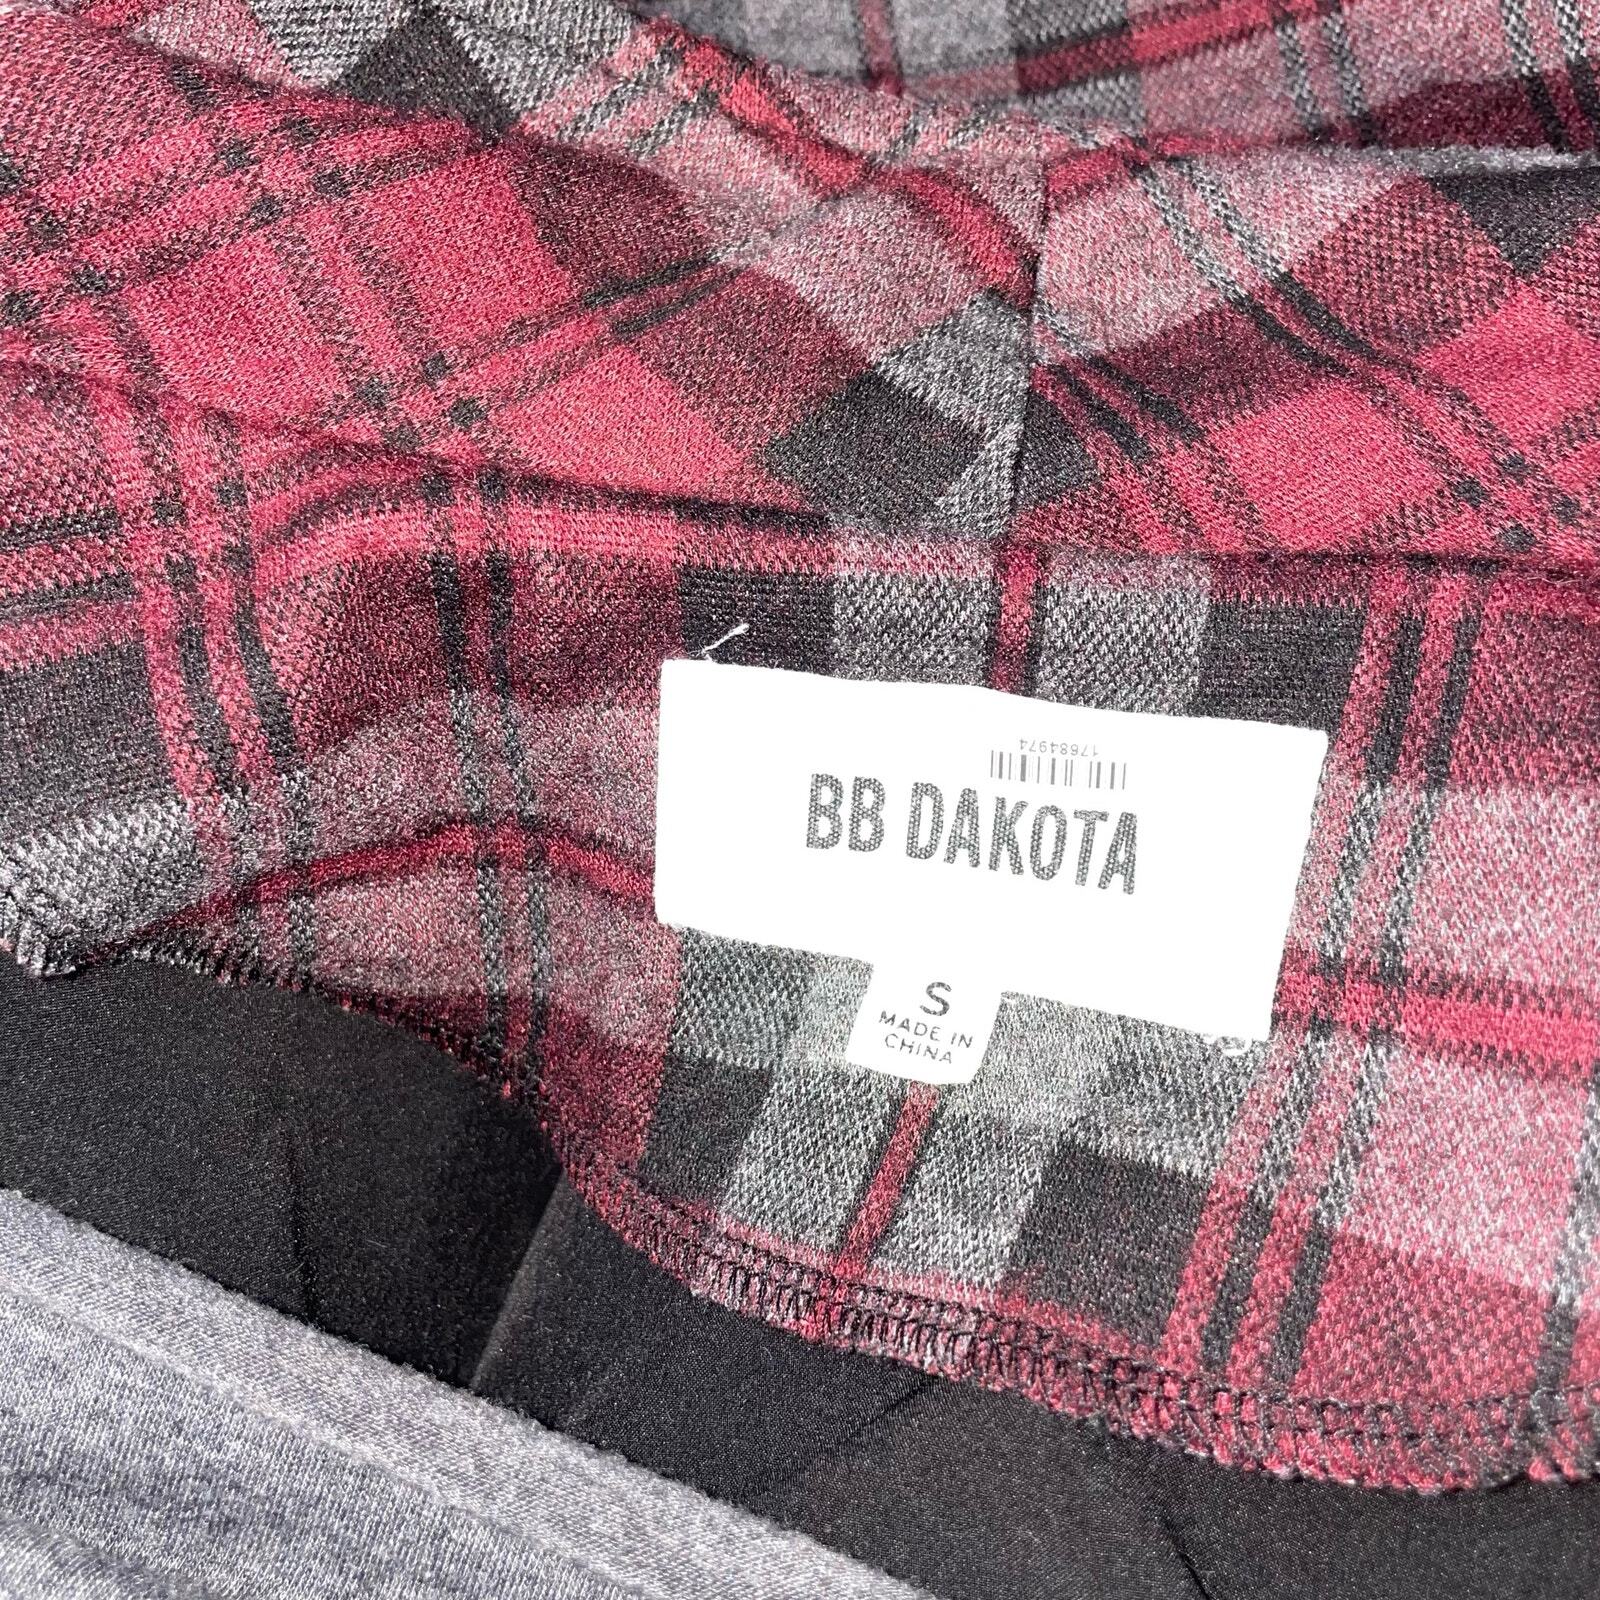 17684974
BB DAKOTA
S
MADE IN
CHINA